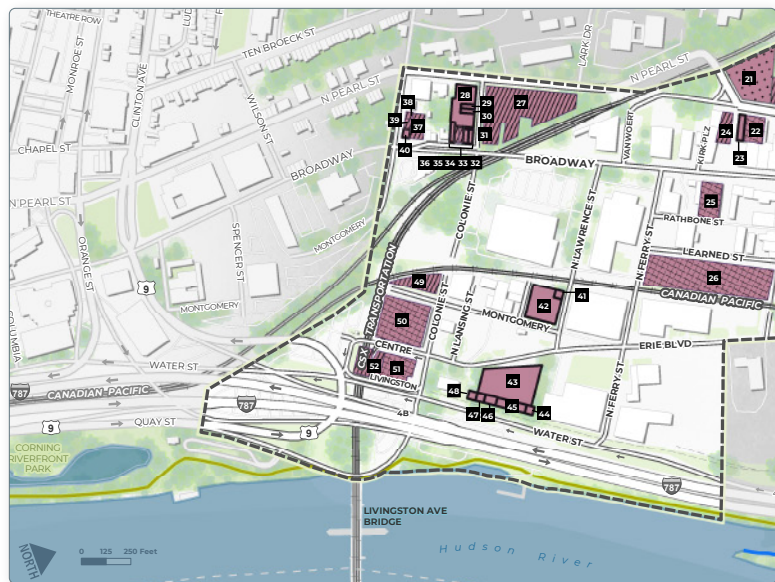 THEATRE ROW
MONROE ST
CLINTON AVE
TEN BROECK ST
WILSON ST
N PEARL ST
LARK DR
N PEARL ST
21
28
29
30
31
27
38
39
37
40
36 35 34 33 32
24
22
23
KIRK PLZ
VAN WOERT
CHAPEL ST
BROADWAY
BROADWAY
N PEARL ST
25
RATHBONE ST
ORANGE ST
SPENCER ST
MONTGOMERY
COLONIE ST
N LAWRENCE ST
N FERRY ST
LEARNED ST
26
CANADIAN PACIFIC
9
MONTGOMERY
CSX TRANSPORTATION
49
COLONIE ST
N LANSING ST
42
41
MONTGOMERY
50
CENTRE
ERIE BLVD
COLUMBIA
WATER ST
52
51
LIVINGSTON
43
48
47
46
45
44
N FERRY ST
787
CANADIAN PACIFIC
787
48
WATER ST
9
QUAY ST
9
CORNING
RIVERFRONT
PARK
787
LIVINGSTON AVE
BRIDGE
Hudson River
NORTH
0 125 250 Feet